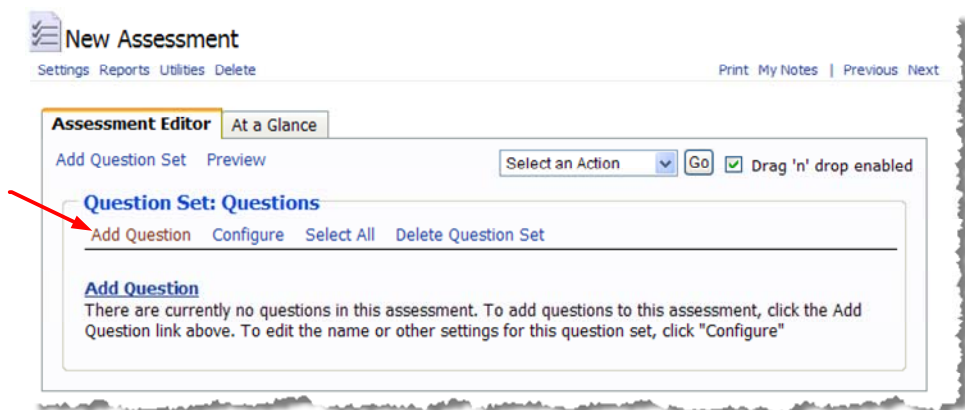 New Assessment
Settings Reports Utilities Delete Print My Notes | Previous Next
Assessment Editor At a Glance
Add Question Set Preview Select an Action Go Drag 'n' drop enabled
Question Set: Questions
Add Question Configure Select All Delete Question Set
Add Question
There are currently no questions in this assessment. To add questions to this assessment, click the Add
Question link above. To edit the name or other settings for this question set, click "Configure"